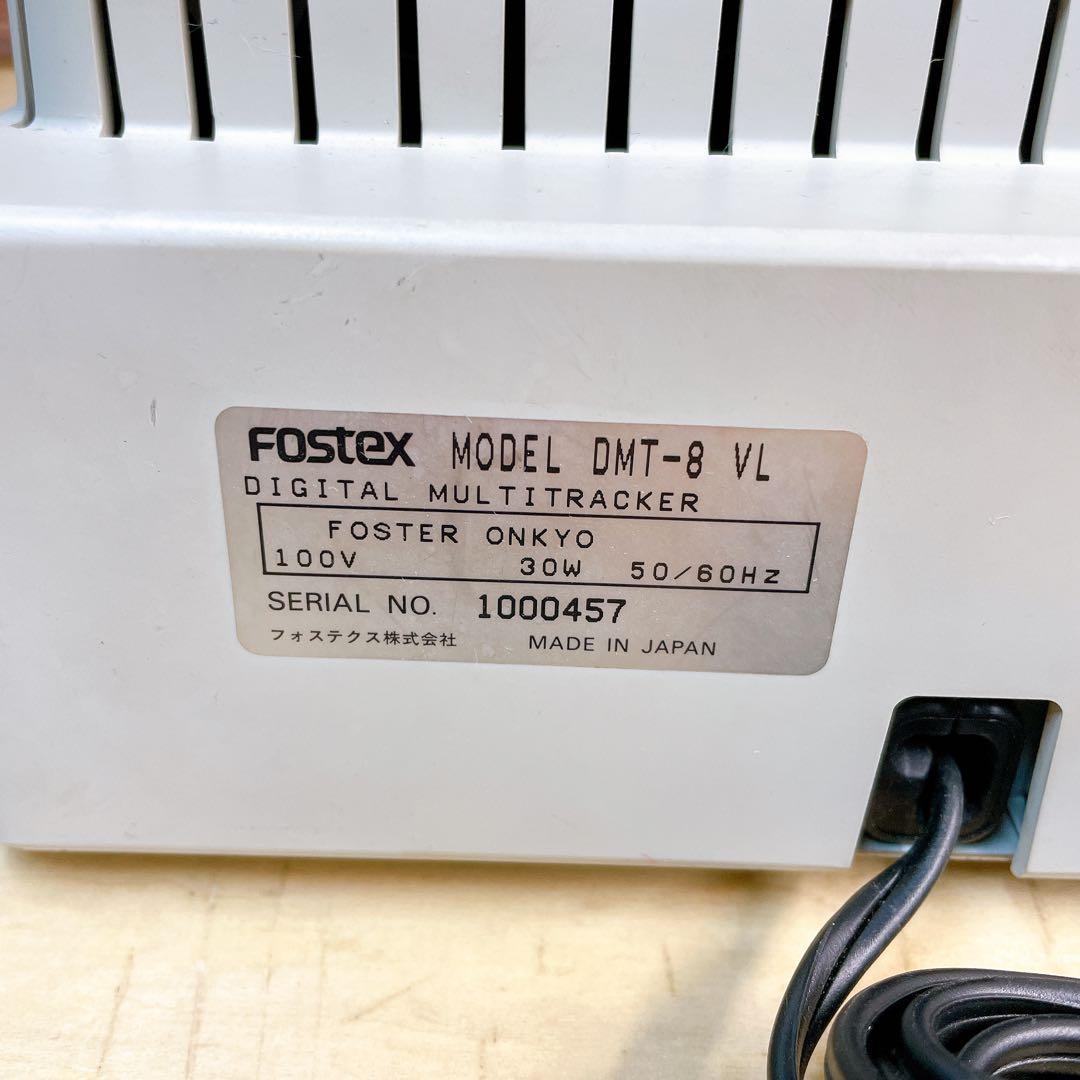 FOSTEX MODEL DMT-8 VL
DIGITAL MULTITRACKER
FOSTER ONKYO
100V 30W 50/60Hz
SERIAL NO. 1000457
フォステクス株式会社 MADE IN JAPAN